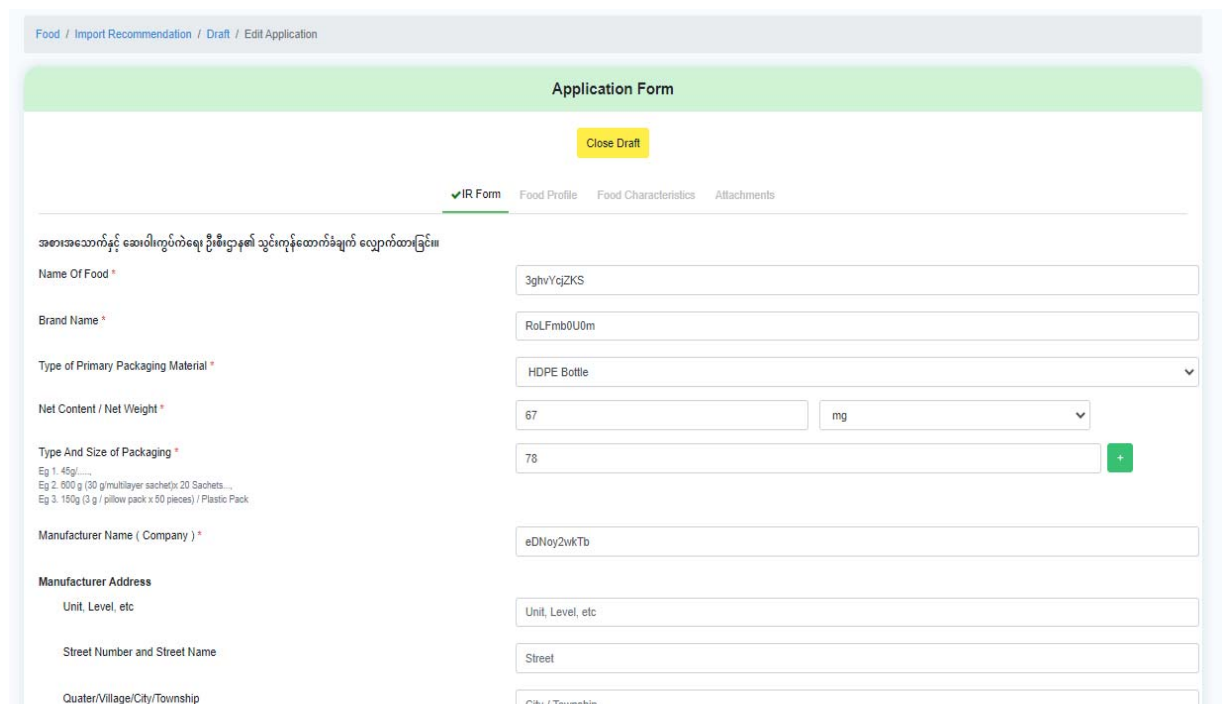 Food / Import Recommendation / Draft / Edit Application
Application Form
Close Draft
IR Form Food Profile Food Characteristics Attachments
အစားအသောက်နှင့် ဆေးဝါးကွပ်ကဲရေး ဦးစီးဌာန၏ သွင်းကုန်ထောက်ခံချက် လျှောက်ထားခြင်း။
Name Of Food *
3ghvYcjZKS
Brand Name *
RoLFmb0U0m
Type of Primary Packaging Material *
HDPE Bottle
Net Content / Net Weight *
67 mg
Type And Size of Packaging *
78 +
Eg 1. 45g/.....,
Eg 2. 600 g (30 g/multilayer sachet)x 20 Sachets...,
Eg 3. 150g (3 g / pillow pack x 50 pieces) / Plastic Pack
Manufacturer Name ( Company ) *
eDNoy2wkTb
Manufacturer Address
Unit, Level, etc
Unit, Level, etc
Street Number and Street Name
Street
Quater/Village/City/Township
City / Township